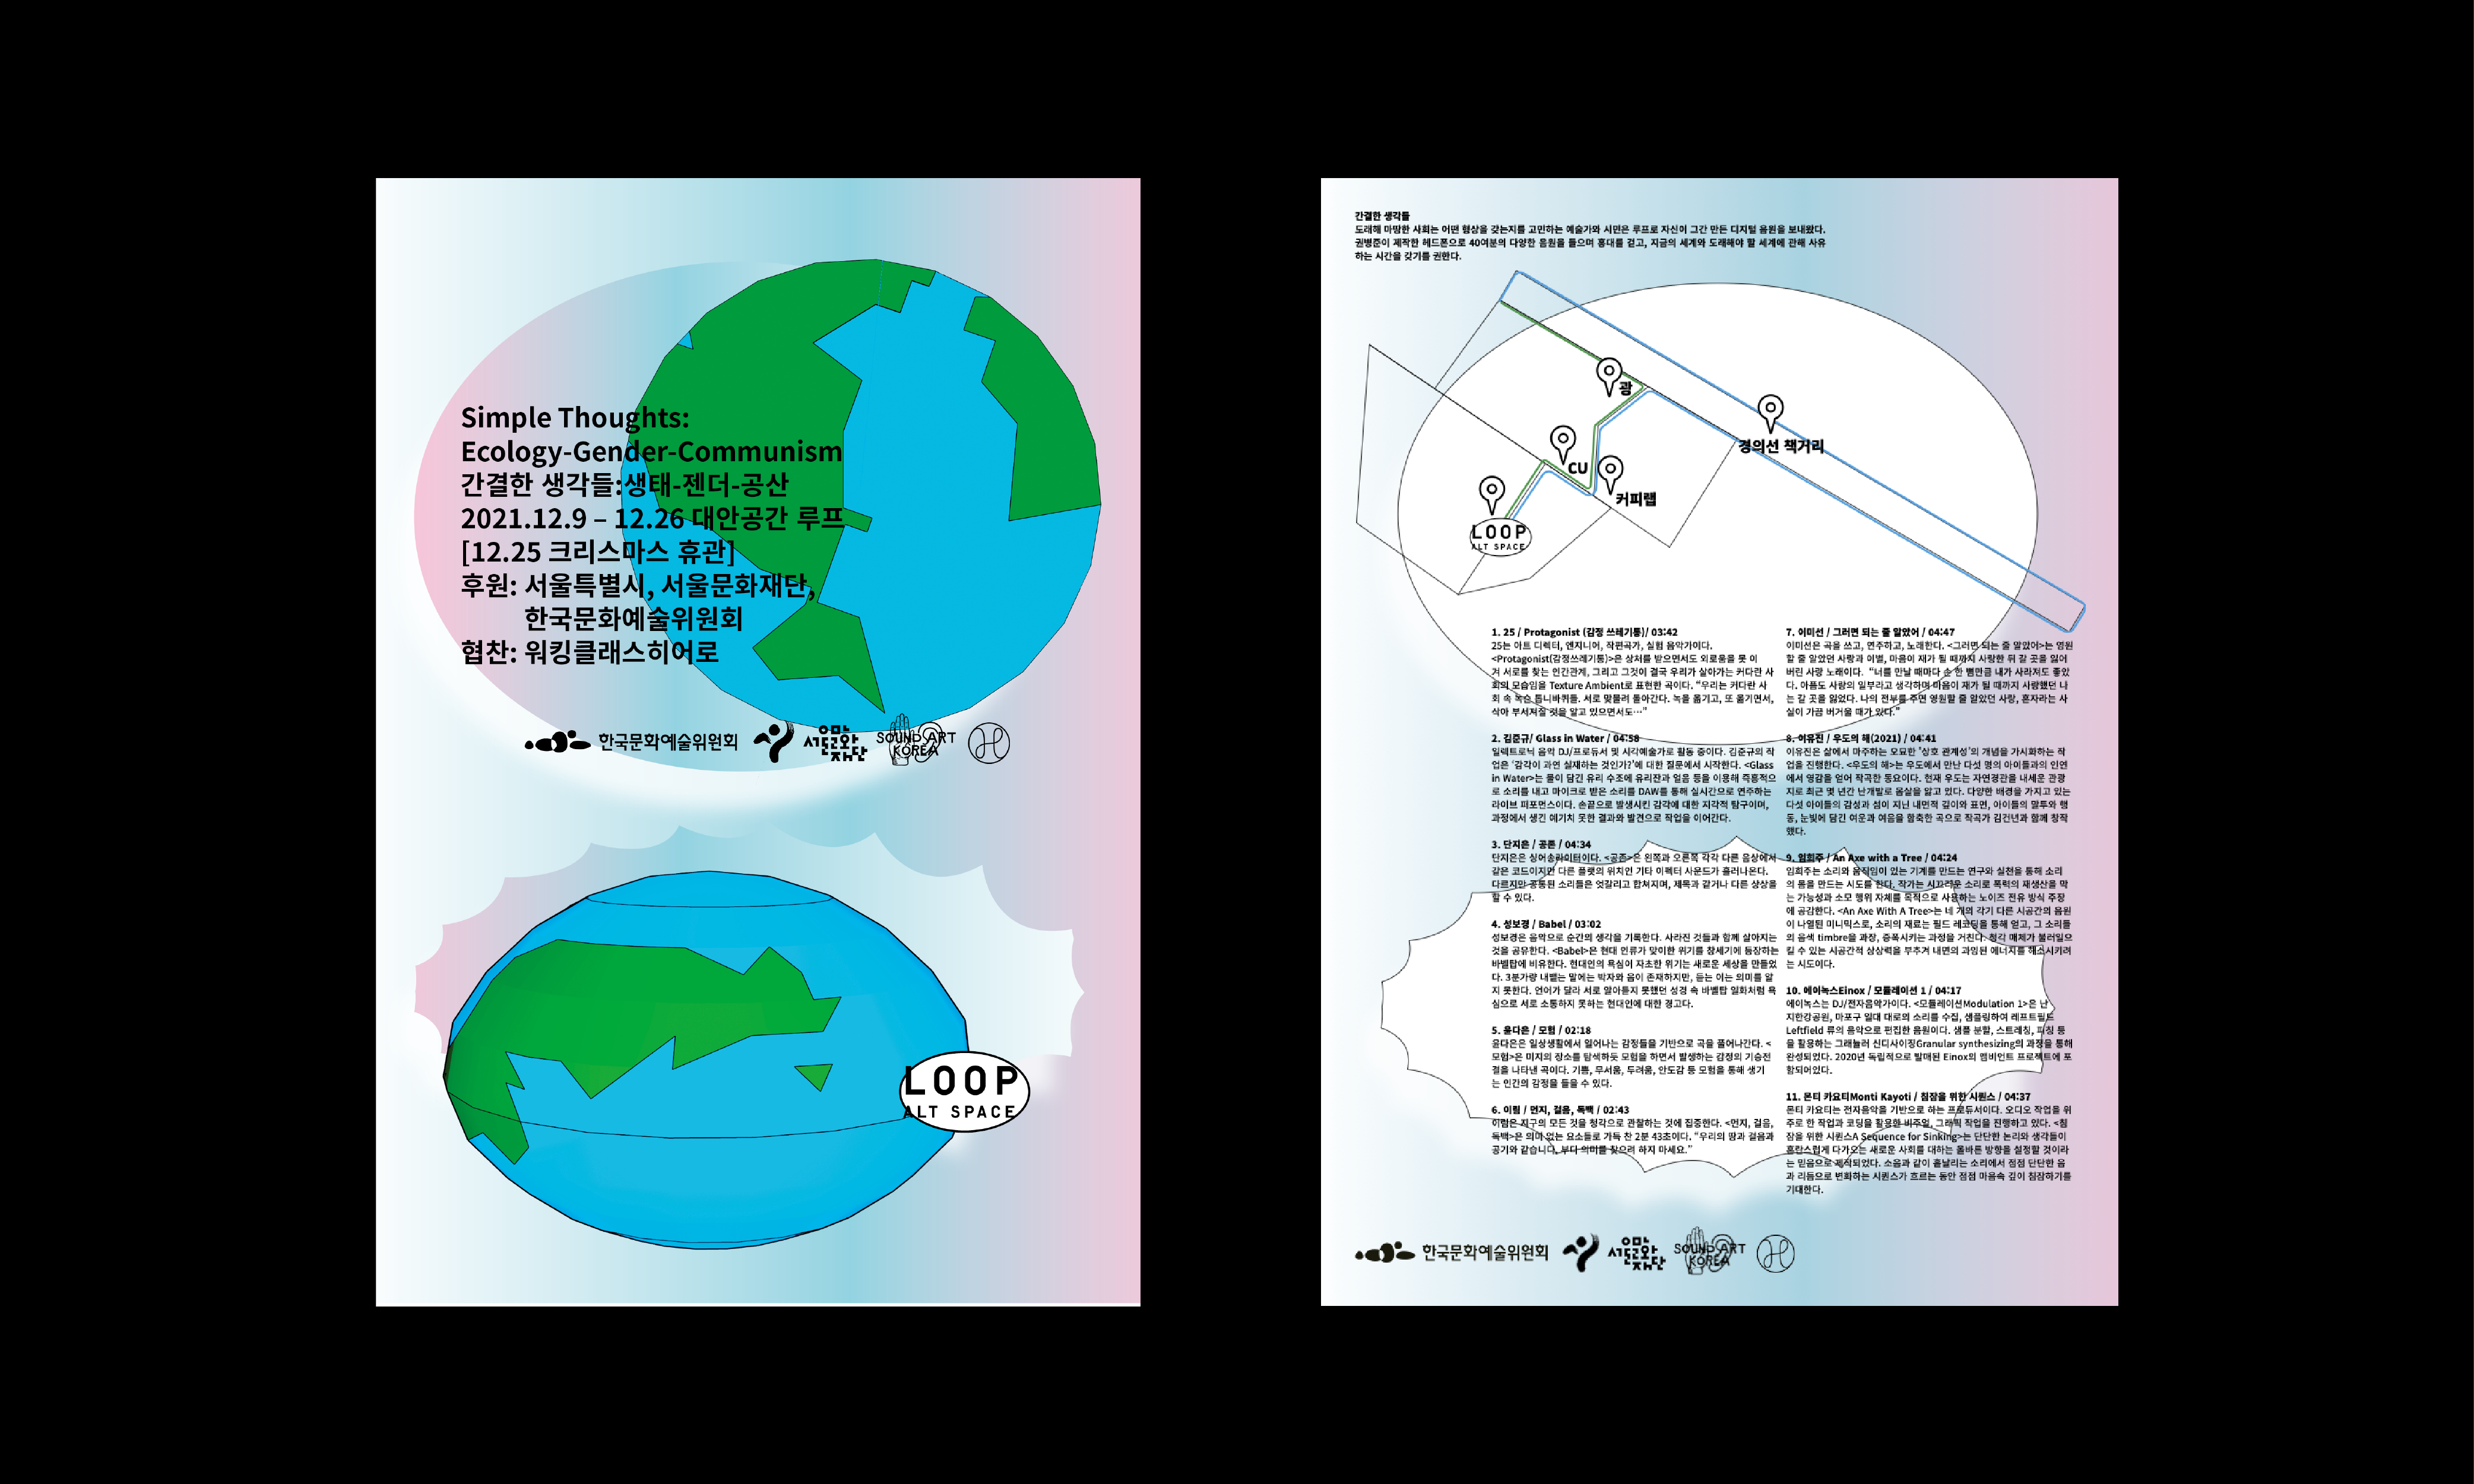 Simple Thoughts:
Ecology-Gender-Communism
간결한 생각들:생태-젠더-공산
2021.12.9 – 12.26 대안공간 루프
[12.25 크리스마스 휴관]
후원: 서울특별시, 서울문화재단,
한국문화예술위원회
협찬: 워킹클래스히어로
한국문화예술위원회
서울문화재단
SOUND ART
KOREA
LOOP
ALT SPACE
간결한 생각들
도래해 마땅한 사회는 어떤 형상을 갖는지를 고민하는 예술가와 시민은 루프로 자신이 그간 만든 디지털 음원을 보내왔다.
권병준이 제작한 헤드폰으로 40여분의 다양한 음원을 들으며 홍대를 걷고, 지금의 세계와 도래해야 할 세계에 관해 사유
하는 시간을 갖기를 권한다.
광
경의선 책거리
CU
커피랩
LOOP
ALT SPACE
1. 25 / Protagonist (감정 쓰레기통)/ 03:42
25는 아트 디렉터, 엔지니어, 작편곡가, 실험 음악가이다.
<Protagonist(감정쓰레기통)>은 상처를 받으면서도 외로움을 못 이
겨 서로를 찾는 인간관계, 그리고 그것이 결국 우리가 살아가는 커다란 사
회의 모습임을 Texture Ambient로 표현한 곡이다. “우리는 커다란 사
회 속 녹슨 톱니바퀴들. 서로 맞물려 돌아간다. 녹을 옮기고, 또 옮기면서,
삭아 부서져질 것을 알고 있으면서도…”
2. 김준규/ Glass in Water / 04:58
일렉트로닉 음악 DJ/프로듀서 및 시각예술가로 활동 중이다. 김준규의 작
업은 ‘감각이 과연 실재하는 것인가?’에 대한 질문에서 시작한다. <Glass
in Water>는 물이 담긴 유리 수조에 유리잔과 얼음 등을 이용해 즉흥적으
로 소리를 내고 마이크로 받은 소리를 DAW를 통해 실시간으로 연주하는
라이브 퍼포먼스이다. 손끝으로 발생시킨 감각에 대한 지각적 탐구이며,
과정에서 생긴 예기치 못한 결과와 발견으로 작업을 이어간다.
3. 단지은 / 공존 / 04:34
단지은은 싱어송라이터이다. <공존>은 왼쪽과 오른쪽 각각 다른 음상에서
같은 코드이지만 다른 플랫의 위치인 기타 이펙터 사운드가 흘러나온다.
다르지만 공통된 소리들은 엇갈리고 합쳐지며, 제목과 같거나 다른 상상을
할 수 있다.
4. 성보경 / Babel / 03:02
성보경은 음악으로 순간의 생각을 기록한다. 사라진 것들과 함께 살아지는
것을 공유한다. <Babel>은 현대 인류가 맞이한 위기를 창세기에 등장하는
바벨탑에 비유한다. 현대인의 욕심이 자초한 위기는 새로운 세상을 만들었
다. 3분가량 내뱉는 말에는 박자와 음이 존재하지만, 듣는 이는 의미를 알
지 못한다. 언어가 달라 서로 알아듣지 못했던 성경 속 바벨탑 일화처럼 욕
심으로 서로 소통하지 못하는 현대인에 대한 경고다.
5. 윤다은 / 모험 / 02:18
윤다은은 일상생활에서 일어나는 감정들을 기반으로 곡을 풀어나간다. <
모험>은 미지의 장소를 탐색하듯 모험을 하면서 발생하는 감정의 기승전
결을 나타낸 곡이다. 기쁨, 무서움, 두려움, 안도감 등 모험을 통해 생기
는 인간의 감정을 들을 수 있다.
6. 이림 / 먼지, 걸음, 독백 / 02:43
이림은 지구의 모든 것을 청각으로 관찰하는 것에 집중한다. <먼지, 걸음,
독백>은 의미 없는 요소들로 가득 찬 2분 43초이다. “우리의 땅과 걸음과
공기와 같습니다. 부디 의미를 찾으려 하지 마세요.”
7. 이미선 / 그러면 되는 줄 알았어 / 04:47
이미선은 곡을 쓰고, 연주하고, 노래한다. <그러면 되는 줄 알았어>는 영원
할 줄 알았던 사랑과 이별, 마음이 재가 될 때까지 사랑한 뒤 갈 곳을 잃어
버린 사랑 노래이다. “너를 만날 때마다 손 한 뼘만큼 내가 사라져도 좋았
다. 아픔도 사랑의 일부라고 생각하며 마음이 재가 될 때까지 사랑했던 나
는 갈 곳을 잃었다. 나의 전부를 주면 영원할 줄 알았던 사랑, 혼자라는 사
실이 가끔 버거울 때가 있다.”
8. 이유진 / 우도의 해(2021) / 04:41
이유진은 삶에서 마주하는 오묘한 ‘상호 관계성’의 개념을 가시화하는 작
업을 진행한다. <우도의 해>는 우도에서 만난 다섯 명의 아이들과의 인연
에서 영감을 얻어 작곡한 동요이다. 현재 우도는 자연경관을 내세운 관광
지로 최근 몇 년간 난개발로 몸살을 앓고 있다. 다양한 배경을 가지고 있는
다섯 아이들의 감성과 섬이 지닌 내면적 깊이와 표면, 아이들의 말투와 행
동, 눈빛에 담긴 여운과 여음을 함축한 곡으로 작곡가 김건년과 함께 창작
했다.
9. 임희주 / An Axe with a Tree / 04:24
임희주는 소리와 움직임이 있는 기계를 만드는 연구와 실천을 통해 소리
의 몸을 만드는 시도를 한다. 작가는 시끄러운 소리로 폭력의 재생산을 막
는 가능성과 소모 행위 자체를 목적으로 사용하는 노이즈 전유 방식 주장
에 공감한다. <An Axe With A Tree>는 네 개의 각기 다른 시공간의 음원
이 나열된 미니믹스로, 소리의 재료는 필드 레코딩을 통해 얻고, 그 소리들
의 음색 timbre을 과장, 증폭시키는 과정을 거친다. 청각 매체가 불러일으
킬 수 있는 시공간적 상상력을 부추겨 내면의 과잉된 에너지를 해소시키려
는 시도이다.
10. 에이녹스Einox / 모듈레이션 1 / 04:17
에이녹스는 DJ/전자음악가이다. <모듈레이션Modulation 1>은 난
지한강공원, 마포구 일대 대로의 소리를 수집, 샘플링하여 레프트필드
Leftfield 류의 음악으로 편집한 음원이다. 샘플 분할, 스트레칭, 피칭 등
을 활용하는 그래뉼러 신디사이징Granular synthesizing의 과정을 통해
완성되었다. 2020년 독립적으로 발매된 Einox의 엠비언트 프로젝트에 포
함되어있다.
11. 몬티 카요티Monti Kayoti / 침잠을 위한 시퀀스 / 04:37
몬티 카요티는 전자음악을 기반으로 하는 프로듀서이다. 오디오 작업을 위
주로 한 작업과 코딩을 활용한 비주얼, 그래픽 작업을 진행하고 있다. <침
잠을 위한 시퀀스A Sequence for Sinking>는 단단한 논리와 생각들이
혼란스럽게 다가오는 새로운 사회를 대하는 올바른 방향을 설정할 것이라
는 믿음으로 제작되었다. 소음과 같이 흩날리는 소리에서 점점 단단한 음
과 리듬으로 변화하는 시퀀스가 흐르는 동안 점점 마음속 깊이 침잠하기를
기대한다.
한국문화예술위원회
서울문화재단
SOUND ART
KOREA